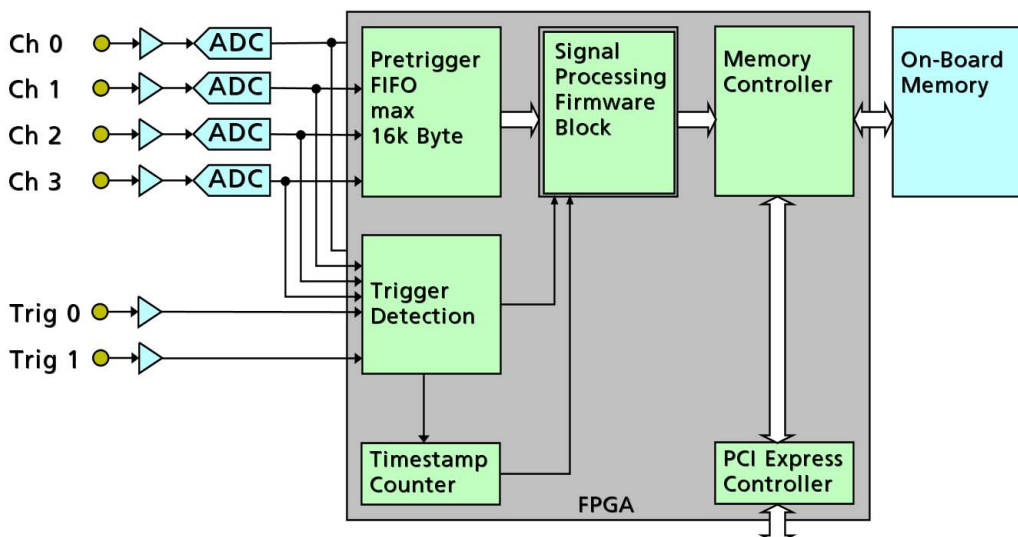 Ch 0
ADC
Ch 1
ADC
Ch 2
ADC
Ch 3
ADC
Trig 0
Trig 1
Pretrigger
FIFO
max
16k Byte
Signal
Processing
Firmware
Block
Memory
Controller
On-Board
Memory
Trigger
Detection
Timestamp
Counter
PCI Express
Controller
FPGA